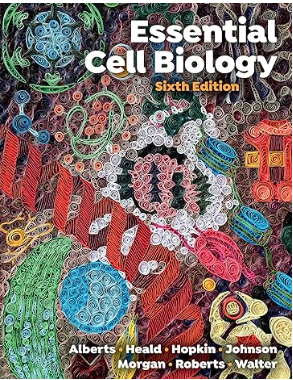 Essential
Cell Biology
Sixth Edition
Alberts • Heald • Hopkin • Johnson
Morgan • Roberts • Walter